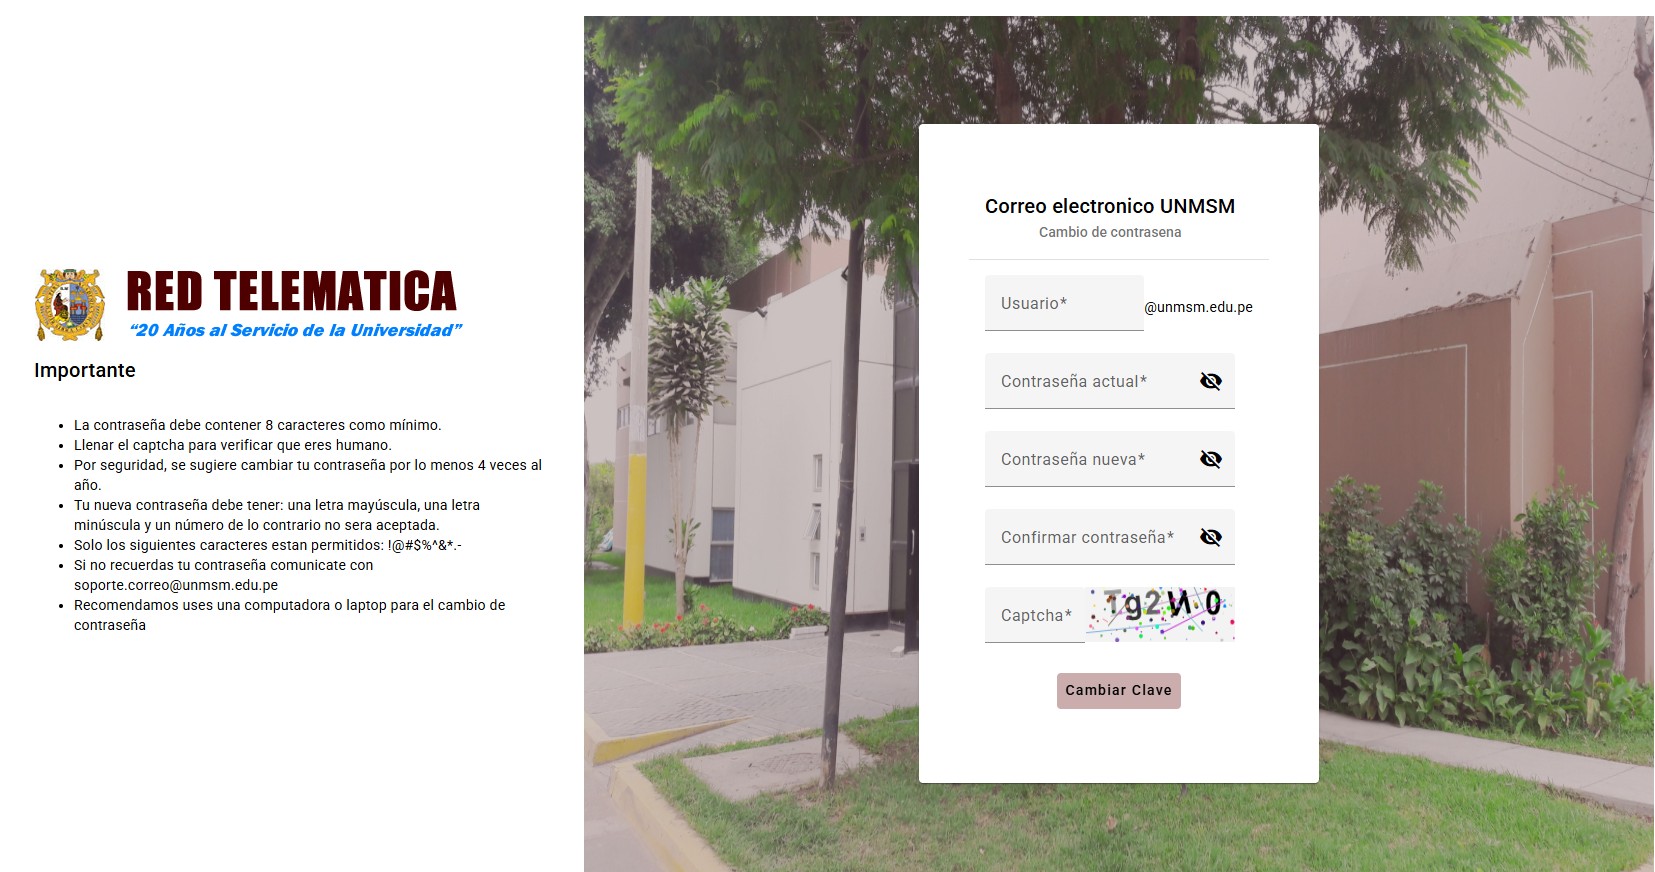 RED TELEMATICA
“20 Años al Servicio de la Universidad”
Importante
• La contraseña debe contener 8 caracteres como mínimo.
• Llenar el captcha para verificar que eres humano.
• Por seguridad, se sugiere cambiar tu contraseña por lo menos 4 veces al
año.
• Tu nueva contraseña debe tener: una letra mayúscula, una letra
minúscula y un número de lo contrario no sera aceptada.
• Solo los siguientes caracteres estan permitidos: !@#$%^&*.-
• Si no recuerdas tu contraseña comunicate con
soporte.correo@unmsm.edu.pe
• Recomendamos uses una computadora o laptop para el cambio de
contraseña
Correo electronico UNMSM
Cambio de contrasena
Usuario* @unmsm.edu.pe
Contraseña actual*
Contraseña nueva*
Confirmar contraseña*
Captcha*
Cambiar Clave